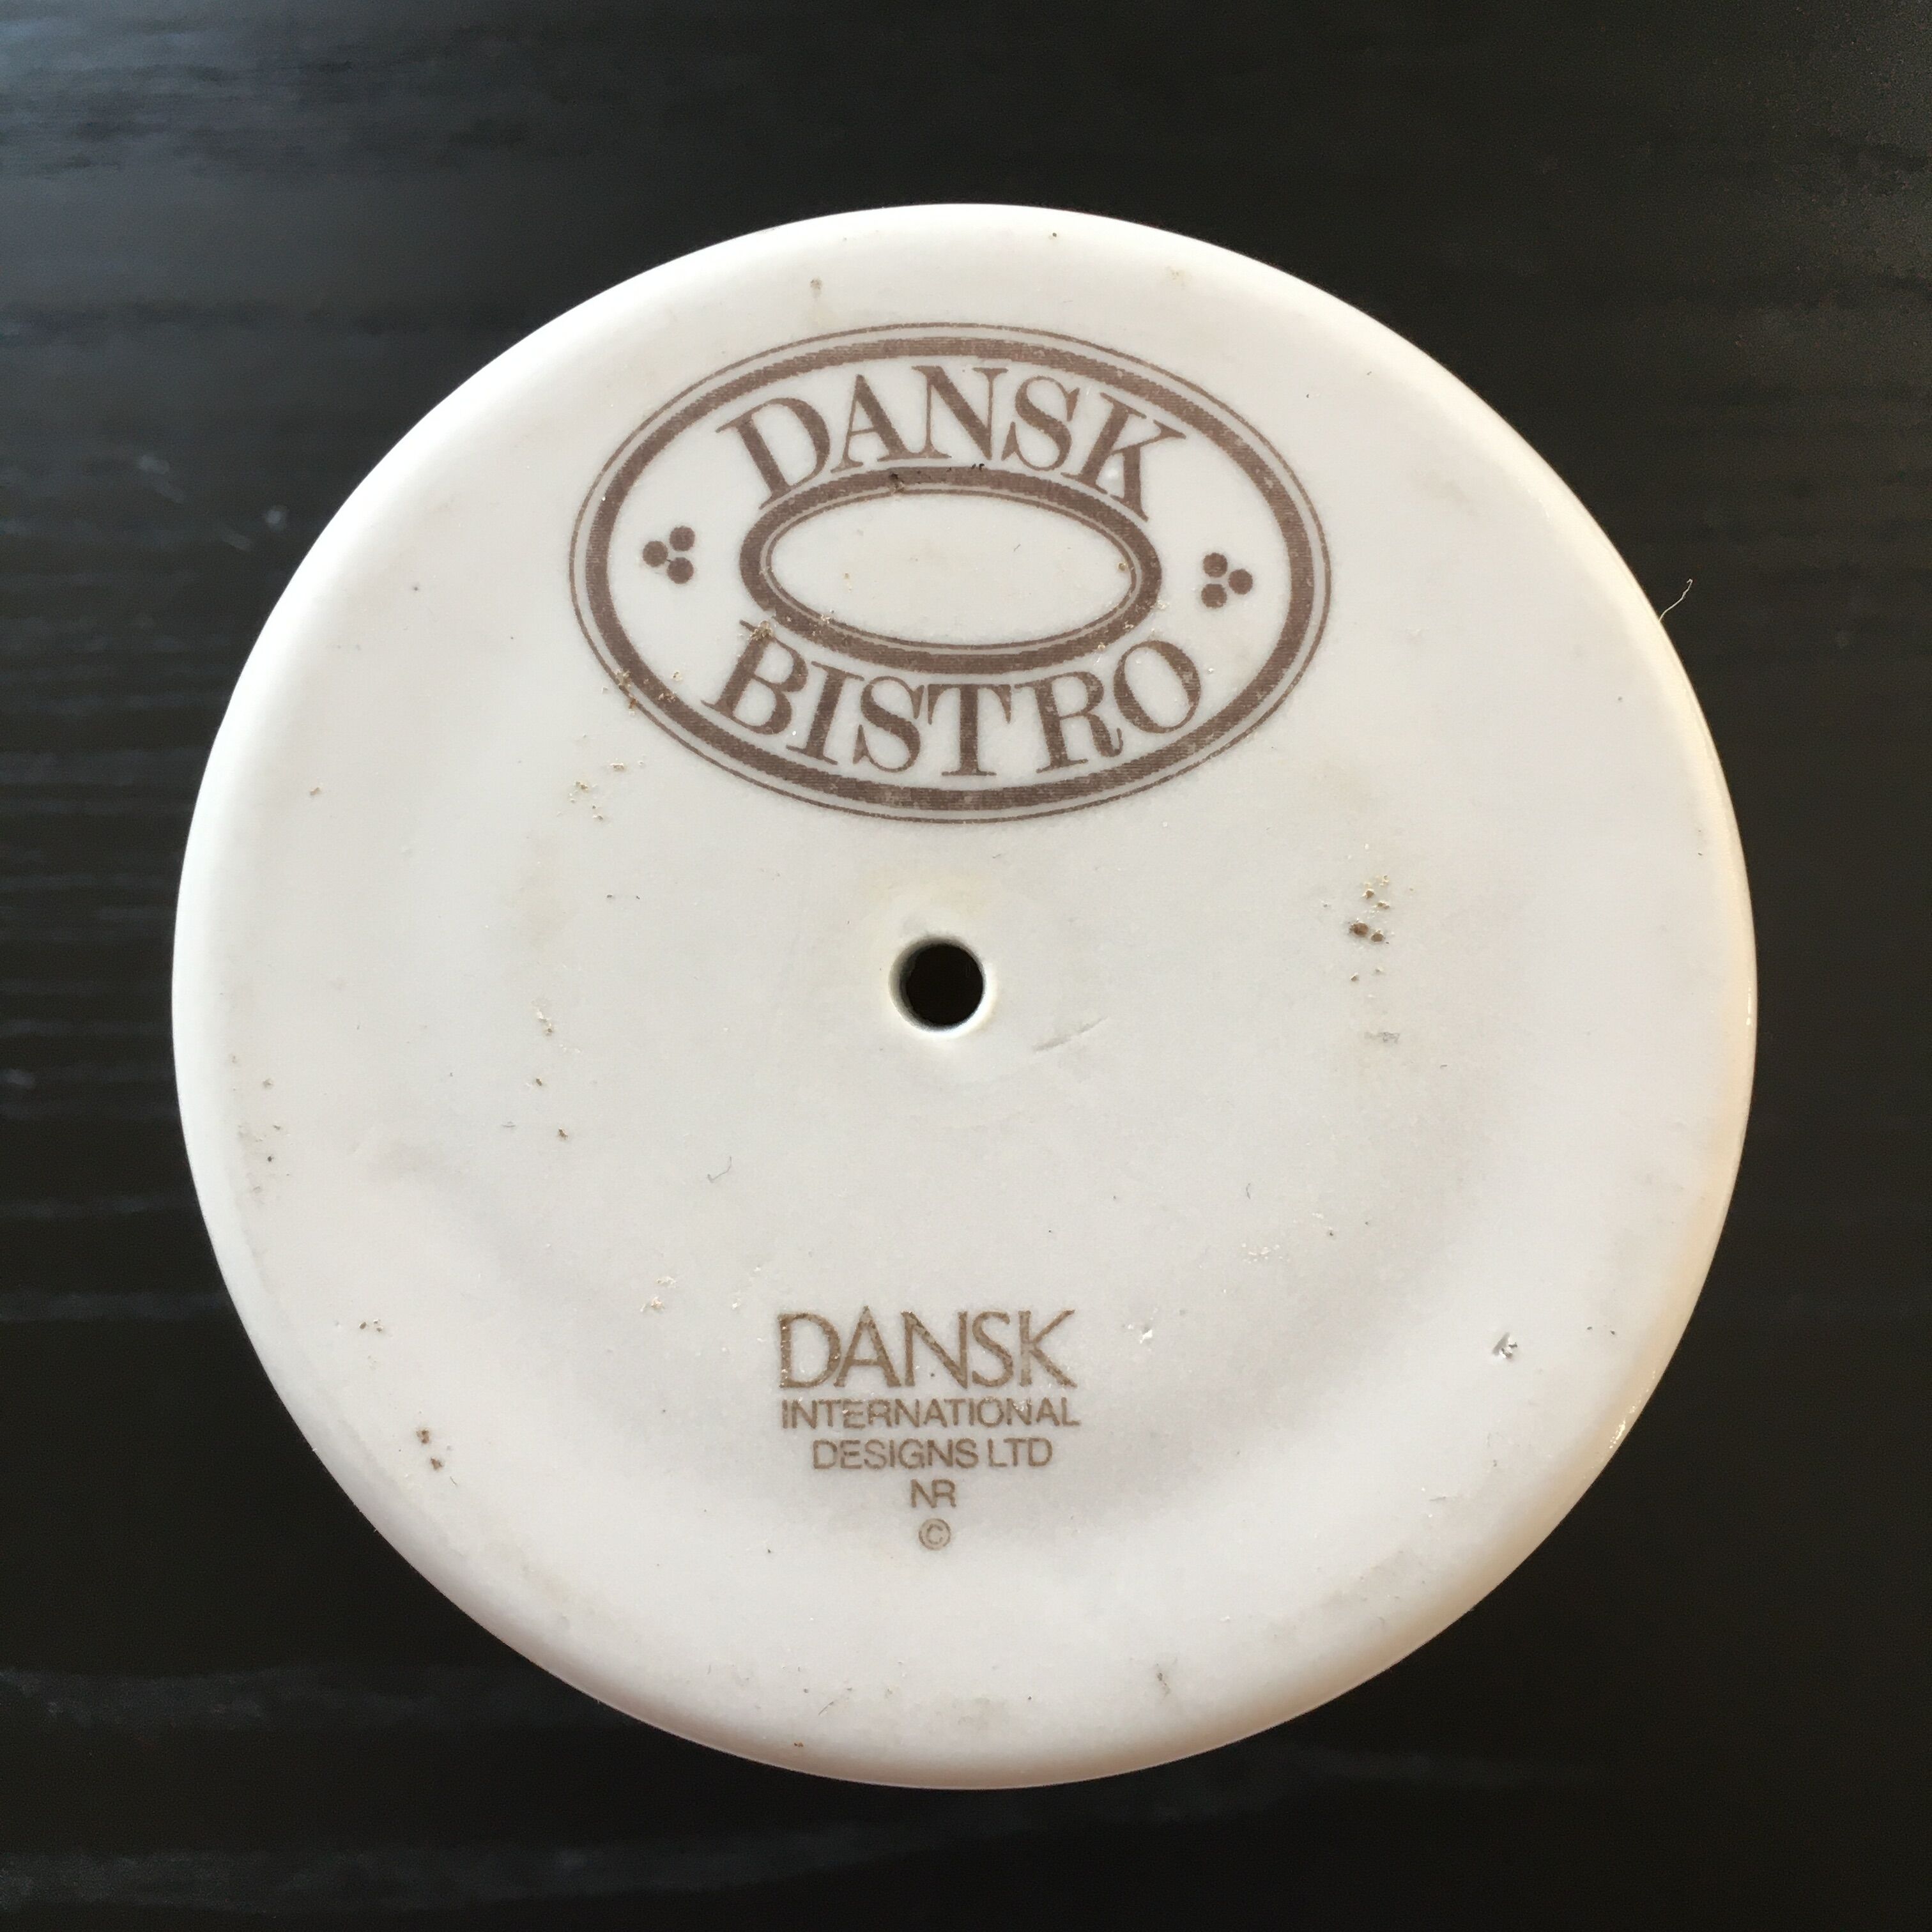 DANSK
BISTRO
DANSK
INTERNATIONAL
DESIGNS LTD
NR
©